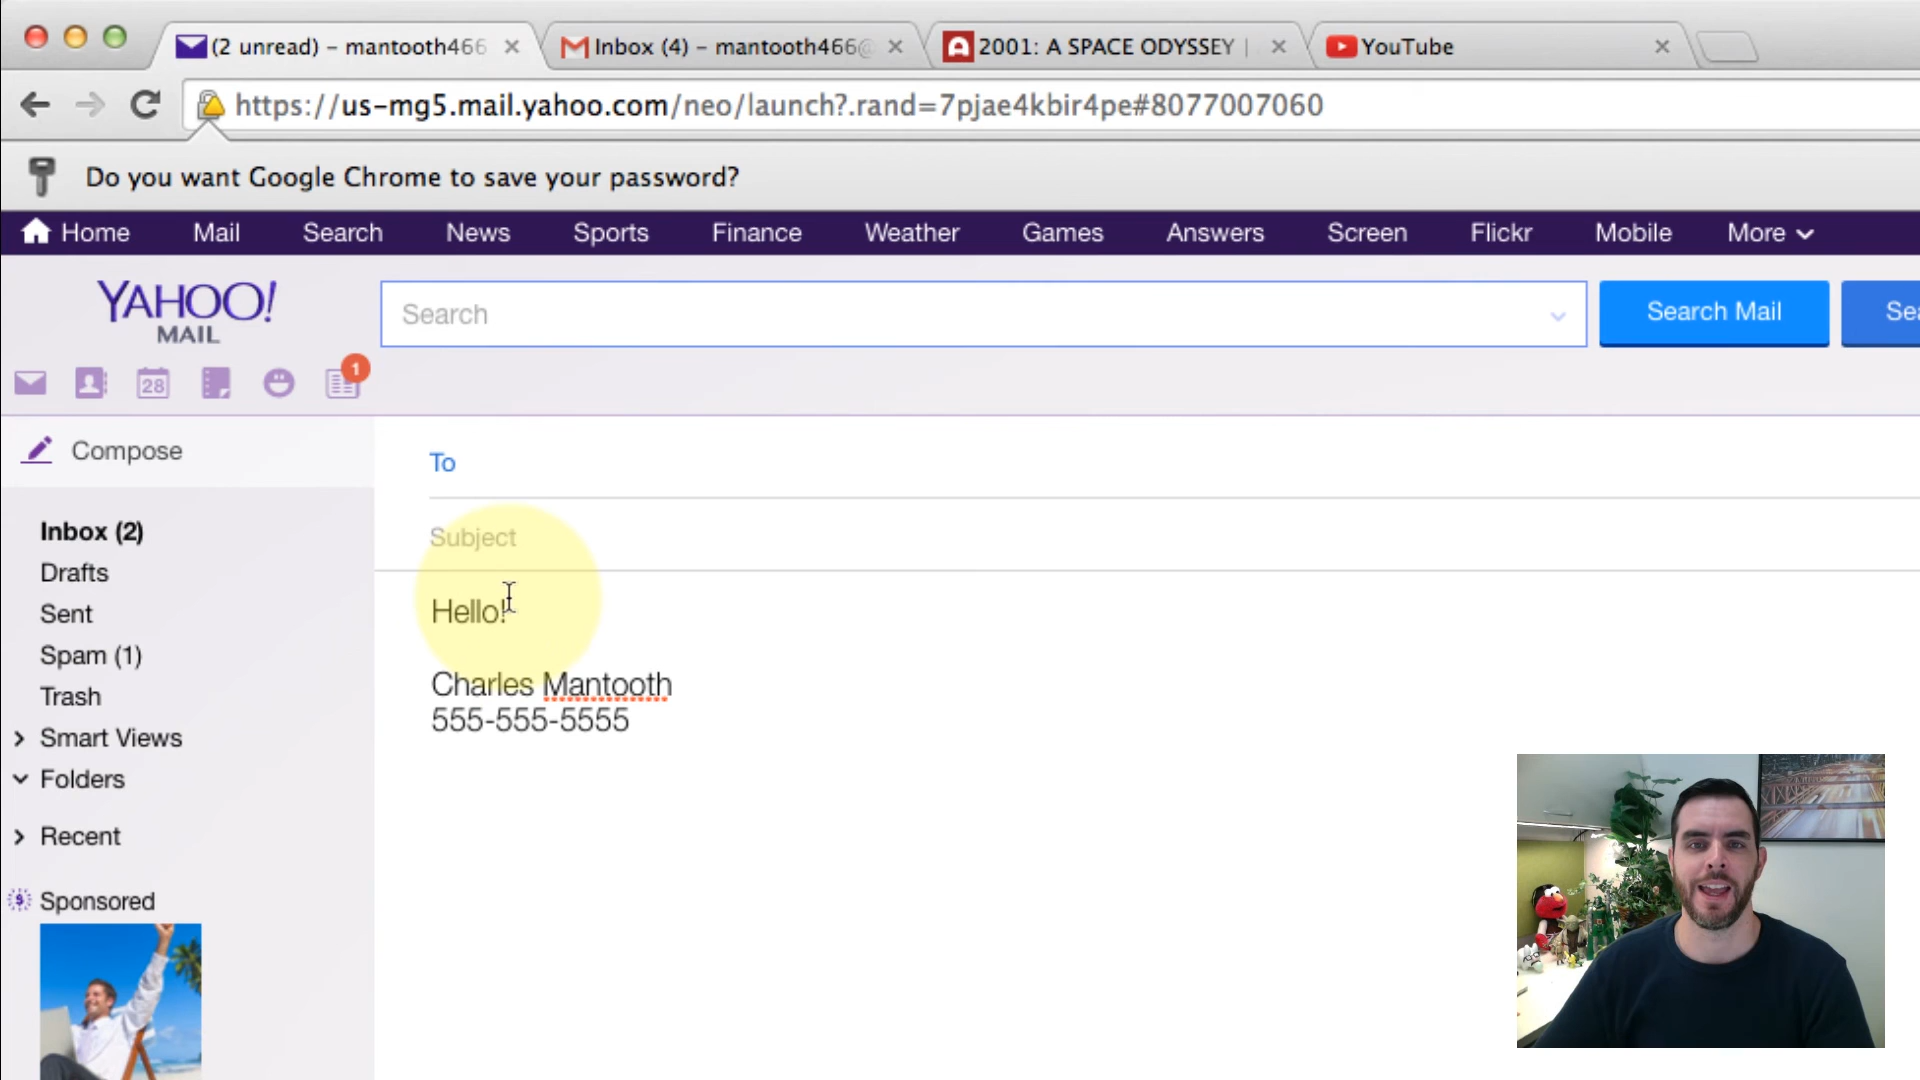 (2 unread) - mantooth466
Inbox (4) - mantooth466@
2001: A SPACE ODYSSEY |
YouTube
https://us-mg5.mail.yahoo.com/neo/launch?.rand=7pjae4kbir4pe#8077007060
Do you want Google Chrome to save your password?
Home Mail Search News Sports Finance Weather Games Answers Screen Flickr Mobile More
YAHOO!
MAIL
Search
Search Mail
Sea
28
1
Compose
To
Subject
Hello!
Charles Mantooth
555-555-5555
Inbox (2)
Drafts
Sent
Spam (1)
Trash
Smart Views
Folders
Recent
Sponsored